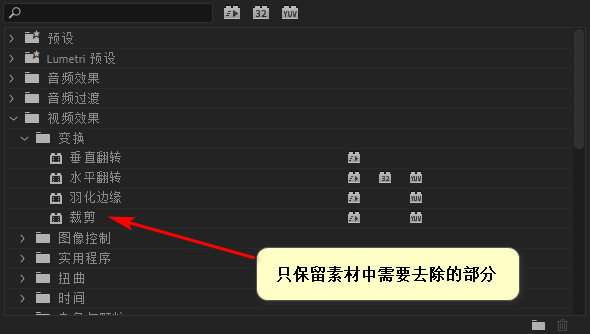 32 YUV
预设
Lumetri 预设
音频效果
音频过渡
视频效果
变换
垂直翻转
水平翻转 32 YUV
羽化边缘 YUV
裁剪 YUV
图像控制
实用程序
扭曲
时间
只保留素材中需要去除的部分